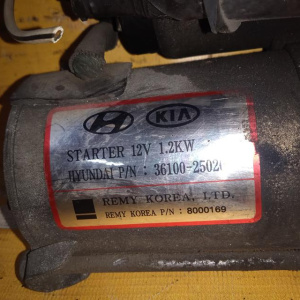 KIA
STARTER 12V 1.2KW
HYUNDAI P/N : 36100-2502
REMY KOREA, LTD.
REMY KOREA P/N : 8000169